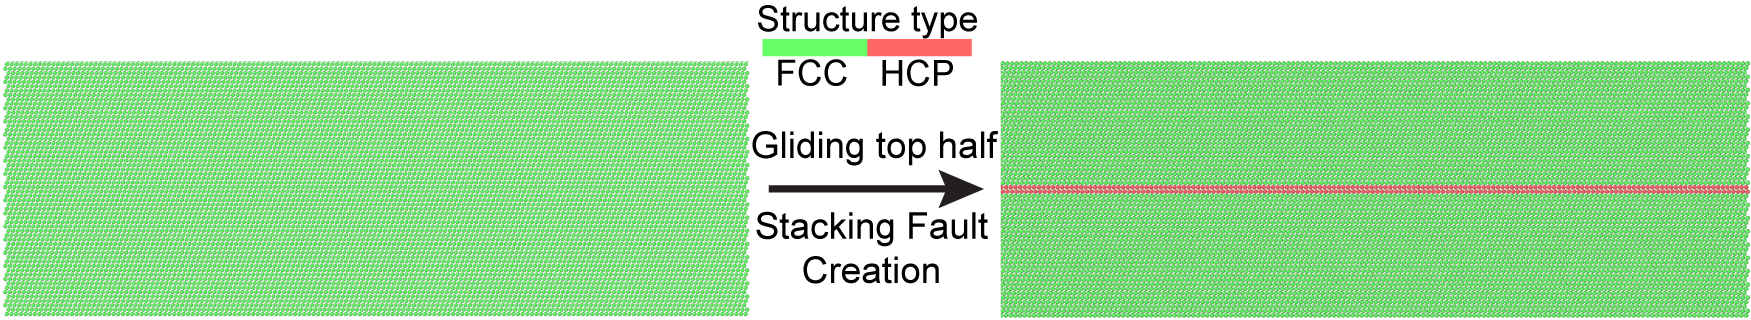 Structure type
FCC HCP
Gliding top half
Stacking Fault
Creation